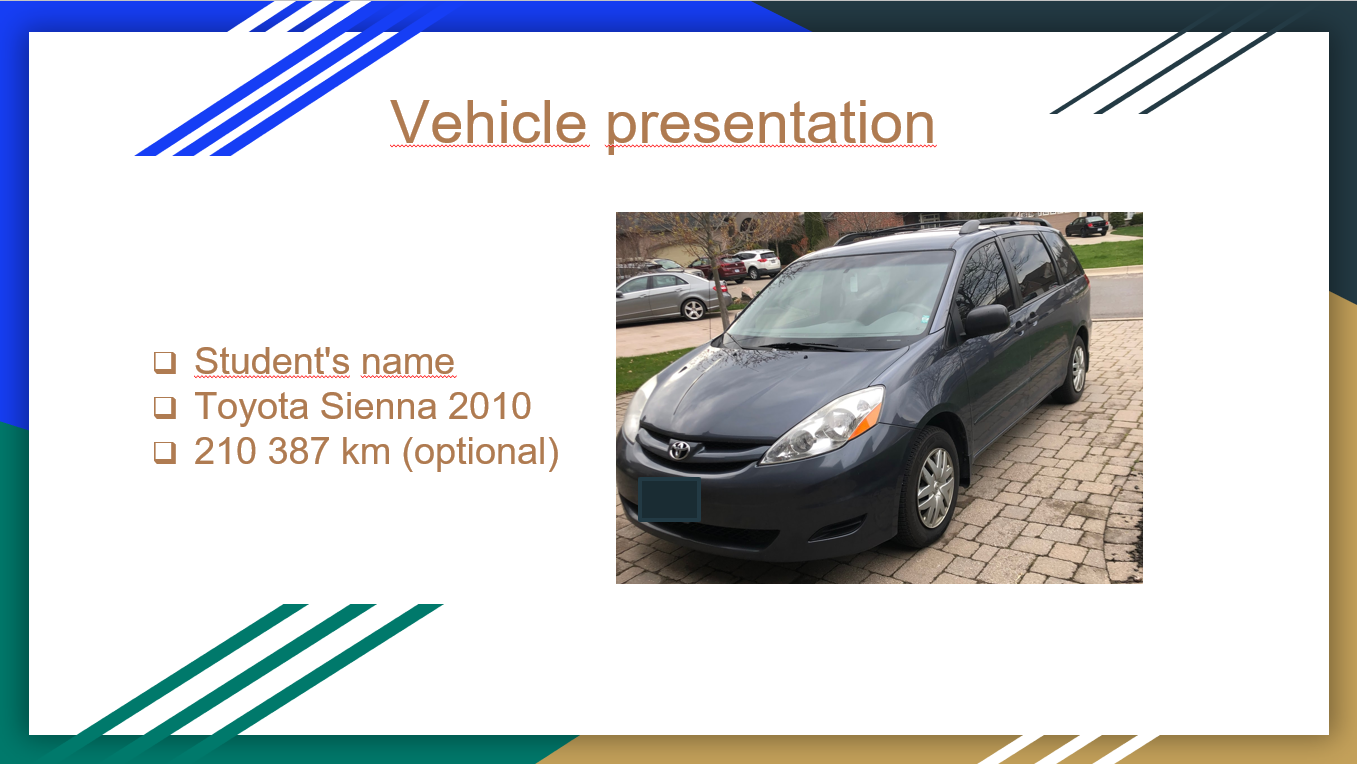 Vehicle presentation
Student's name
Toyota Sienna 2010
210 387 km (optional)